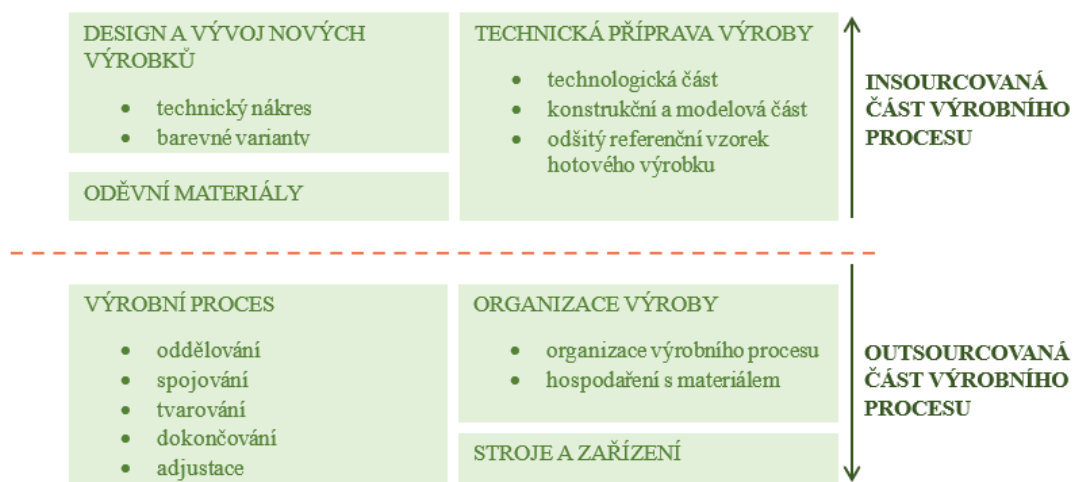 DESIGN A VÝVOJ NOVÝCH
VÝROBKŮ
• technický nákres
• barevné varianty
ODĚVNÍ MATERIÁLY
TECHNICKÁ PŘÍPRAVA VÝROBY
• technologická část
• konstrukční a modelová část
• odšitý referenční vzorek
hotového výrobku
INSOURCOVANÁ
ČÁST VÝROBNÍHO
PROCESU
VÝROBNÍ PROCES
• oddělování
• spojování
• tvarování
• dokončování
• adjustace
ORGANIZACE VÝROBY
• organizace výrobního procesu
• hospodaření s materiálem
STROJE A ZAŘÍZENÍ
OUTSOURCOVANÁ
ČÁST VÝROBNÍHO
PROCESU